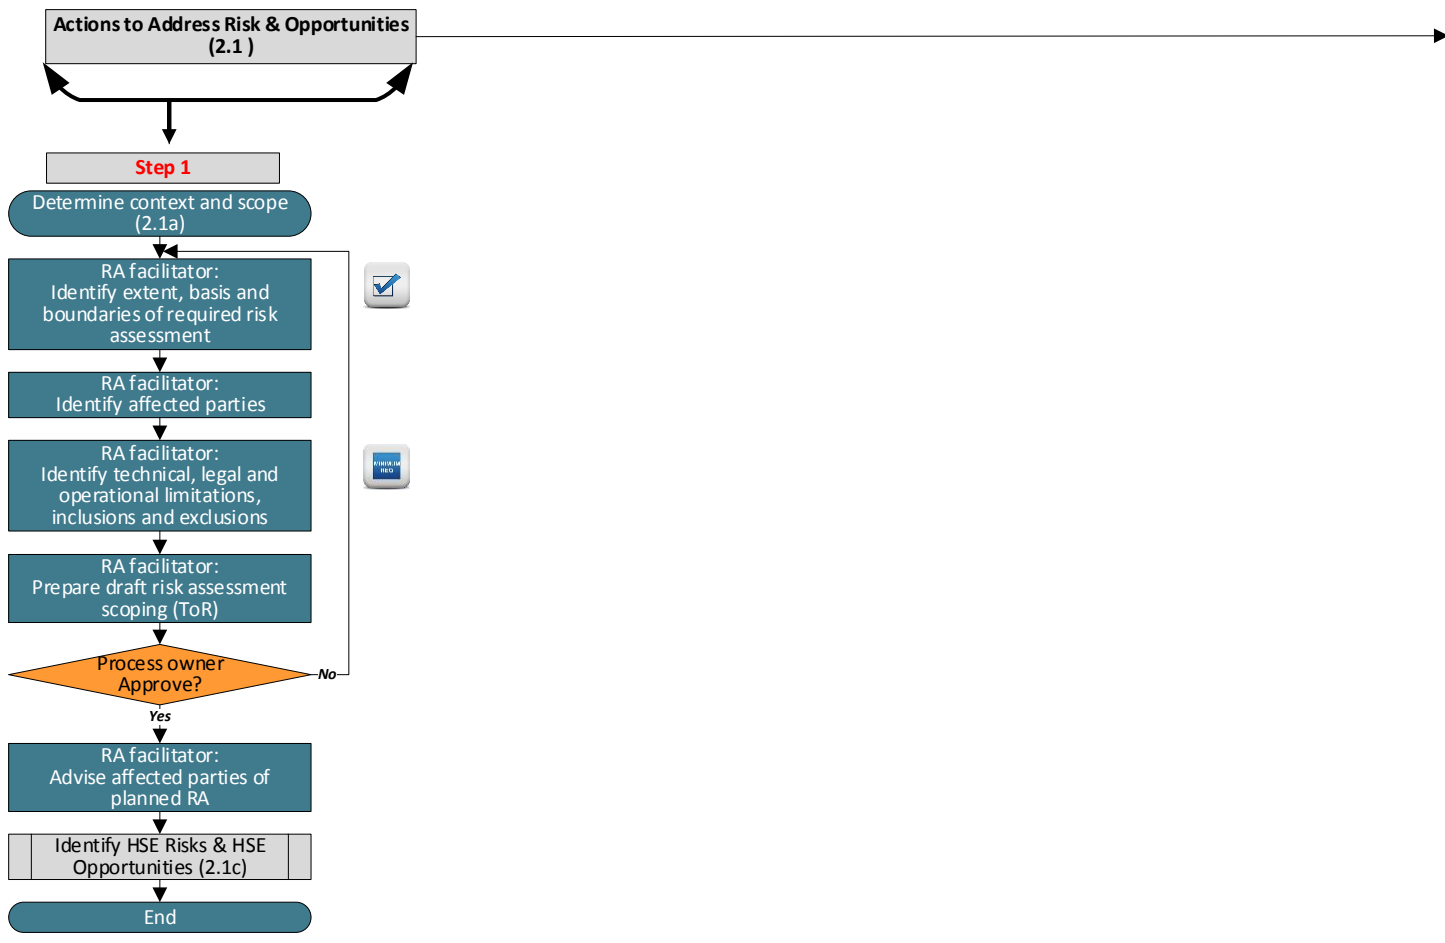 Actions to Address Risk & Opportunities
(2.1 )
Step 1
Determine context and scope
(2.1a)
RA facilitator:
Identify extent, basis and
boundaries of required risk
assessment
RA facilitator:
Identify affected parties
RA facilitator:
Identify technical, legal and
operational limitations,
inclusions and exclusions
MINIMUM
REQ
RA facilitator:
Prepare draft risk assessment
scoping (ToR)
Process owner
Approve?
No
Yes
RA facilitator:
Advise affected parties of
planned RA
Identify HSE Risks & HSE
Opportunities (2.1c)
End